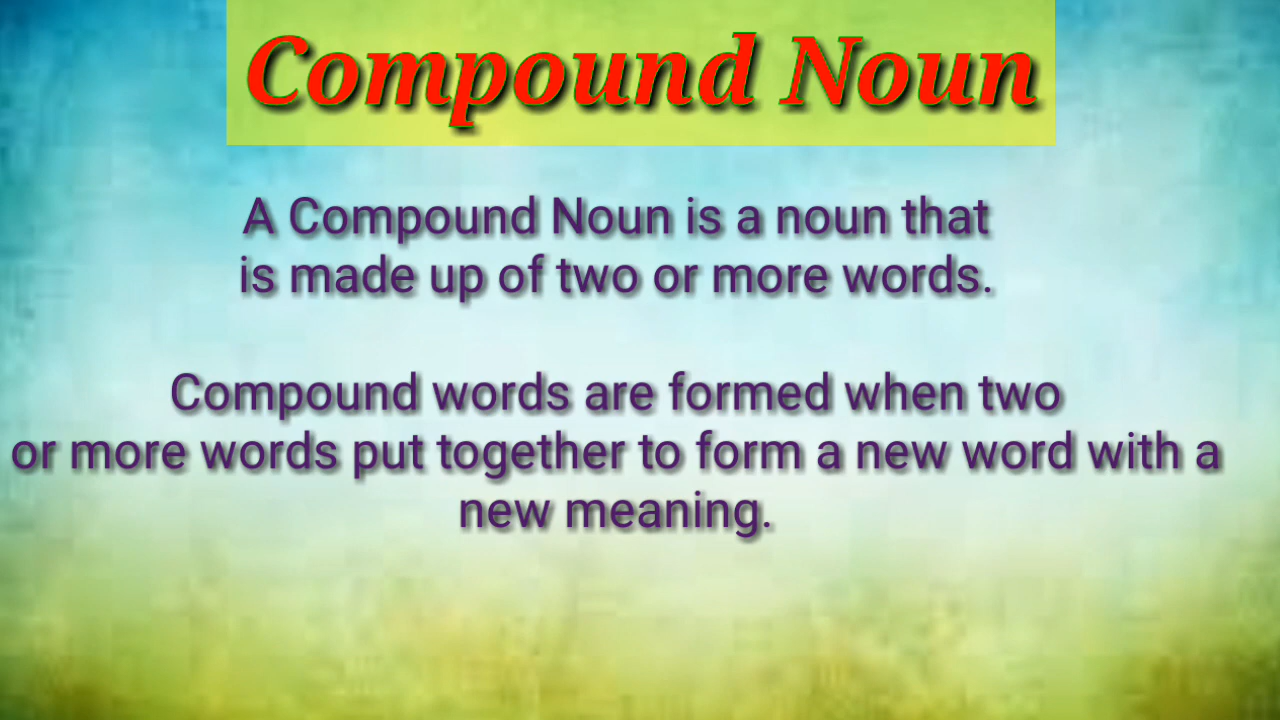 Compound Noun
A Compound Noun is a noun that
is made up of two or more words.
Compound words are formed when two
or more words put together to form a new word with a
new meaning.